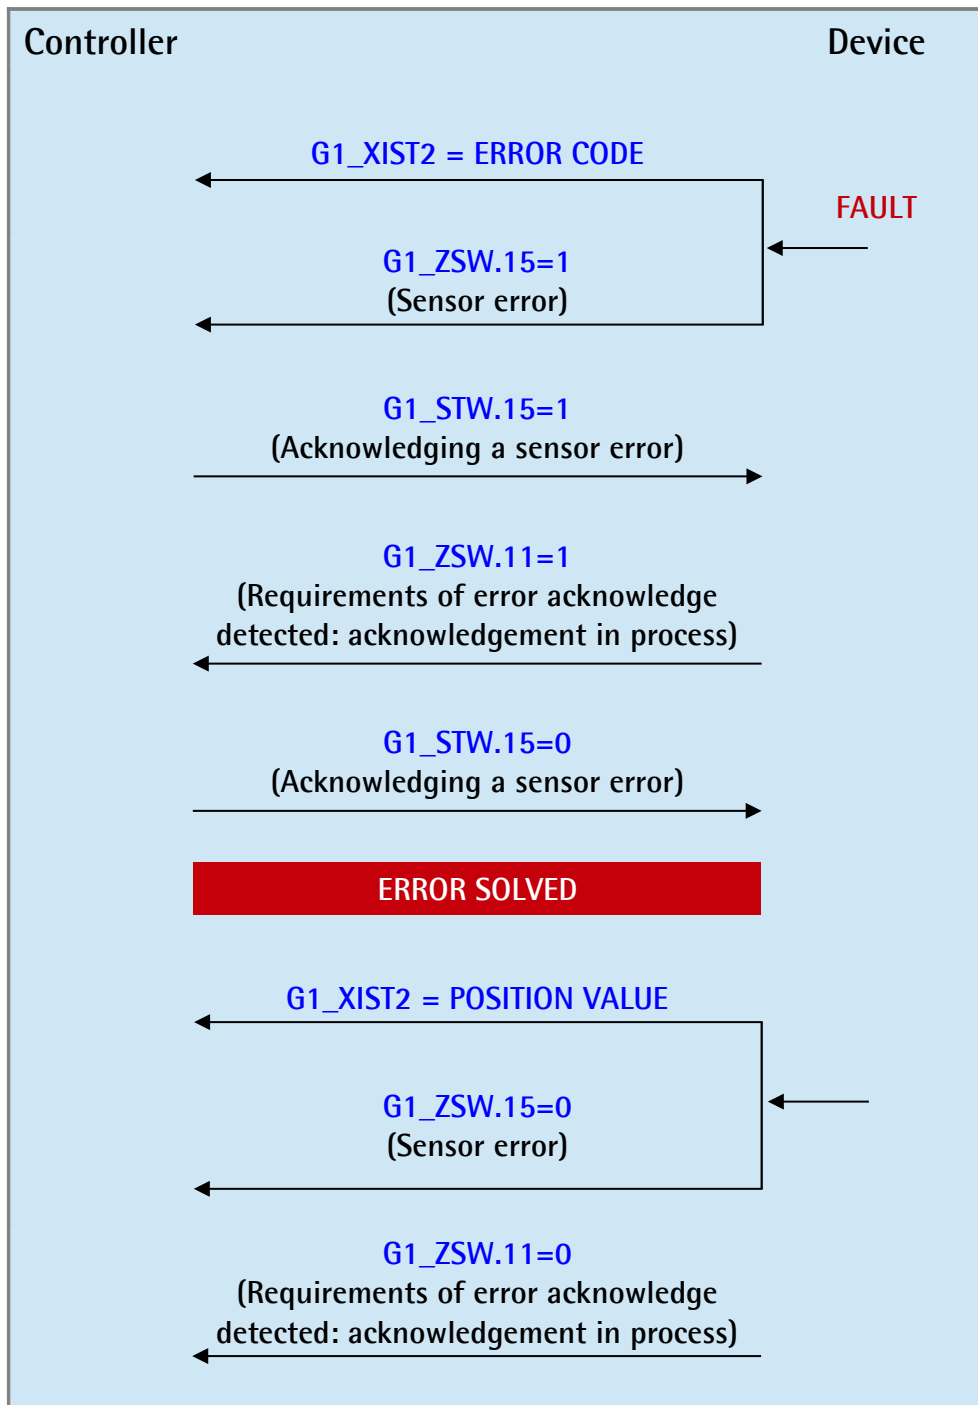 Controller
Device
G1_XIST2 = ERROR CODE
FAULT
G1_ZSW.15=1
(Sensor error)
G1_STW.15=1
(Acknowledging a sensor error)
G1_ZSW.11=1
(Requirements of error acknowledge
detected: acknowledgement in process)
G1_STW.15=0
(Acknowledging a sensor error)
ERROR SOLVED
G1_XIST2 = POSITION VALUE
G1_ZSW.15=0
(Sensor error)
G1_ZSW.11=0
(Requirements of error acknowledge
detected: acknowledgement in process)